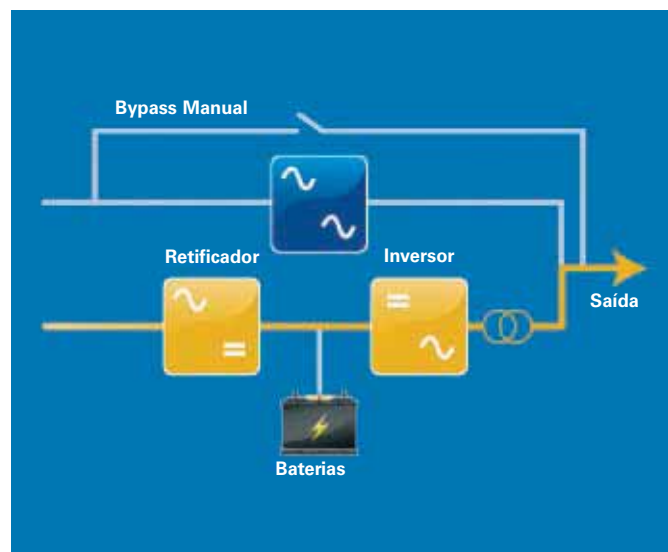 Bypass Manual
Retificador
Inversor
Saída
Baterias